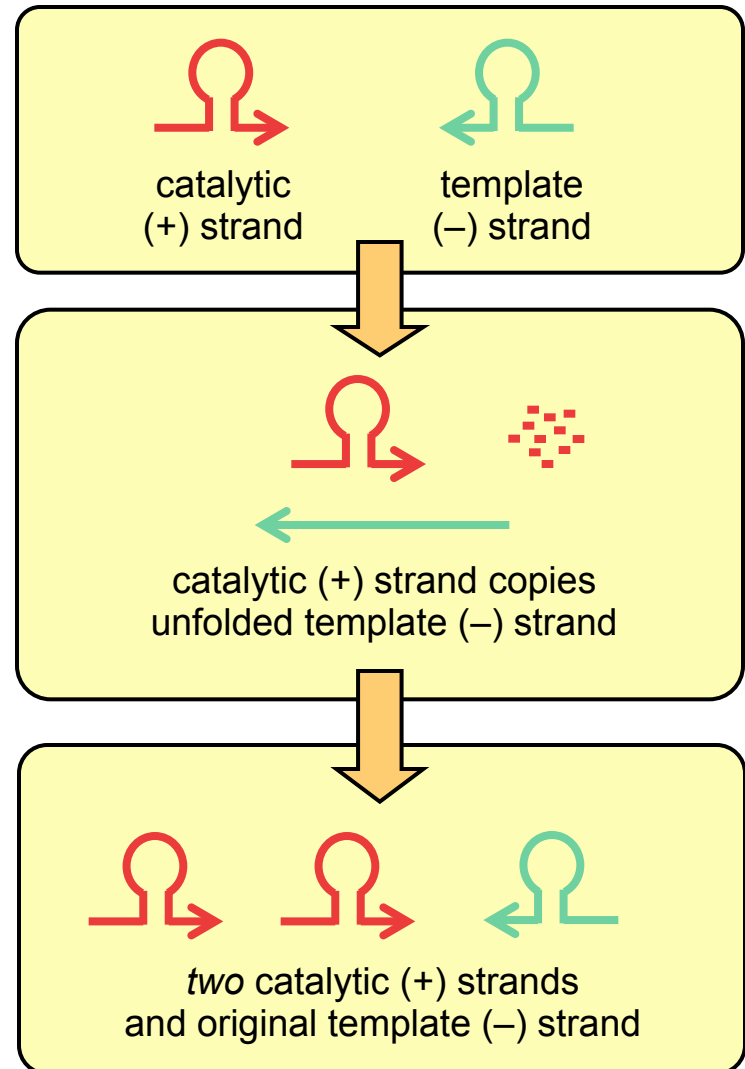 catalytic
(+) strand
template
(–) strand
catalytic (+) strand copies
unfolded template (–) strand
two catalytic (+) strands
and original template (–) strand